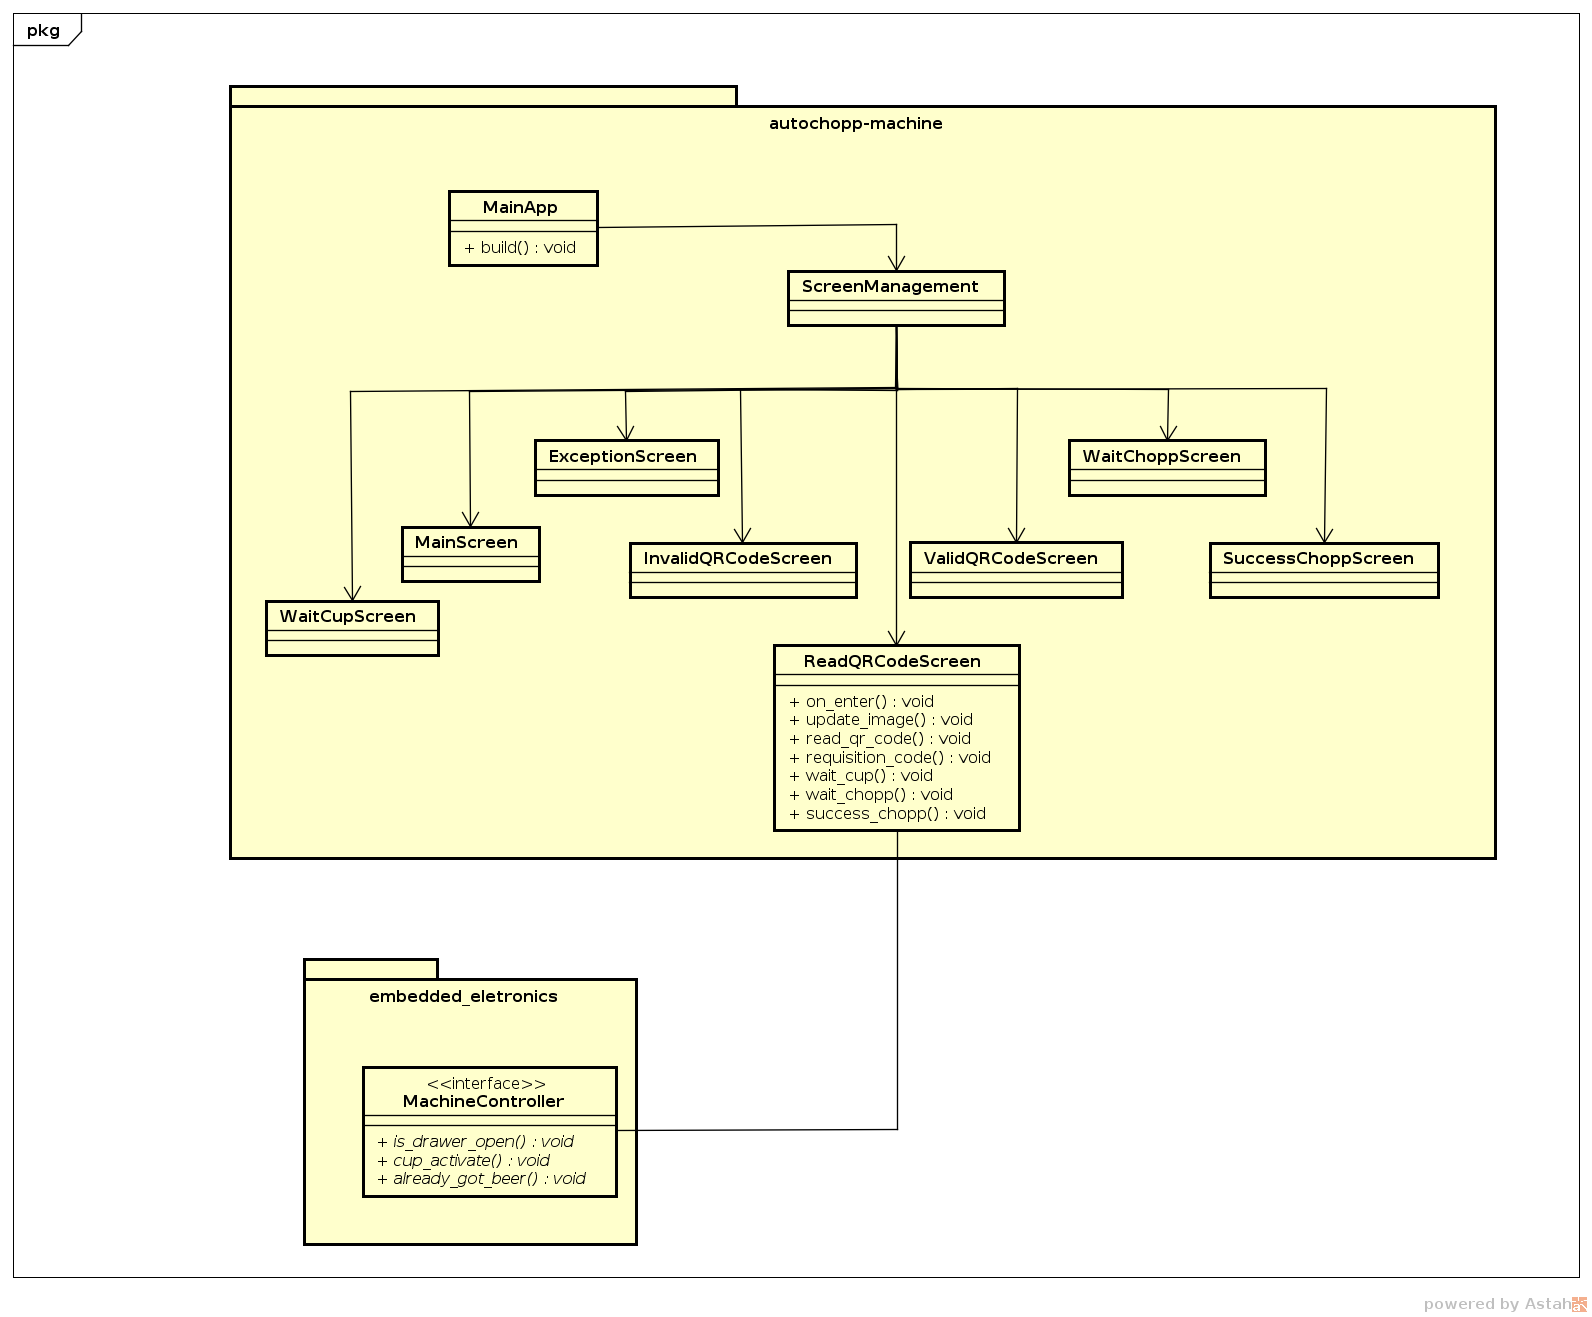 pkg
autochopp-machine
MainApp
+ build() : void
ScreenManagement
ExceptionScreen
WaitChoppScreen
MainScreen
InvalidQRCodeScreen
ValidQRCodeScreen
SuccessChoppScreen
WaitCupScreen
ReadQRCodeScreen
+ on_enter() : void
+ update_image() : void
+ read_qr_code() : void
+ requisition_code() : void
+ wait_cup() : void
+ wait_chopp() : void
+ success_chopp() : void
embedded_eletronics
<<interface>>
MachineController
+ is_drawer_open() : void
+ cup_activate() : void
+ already_got_beer() : void
powered by Astah